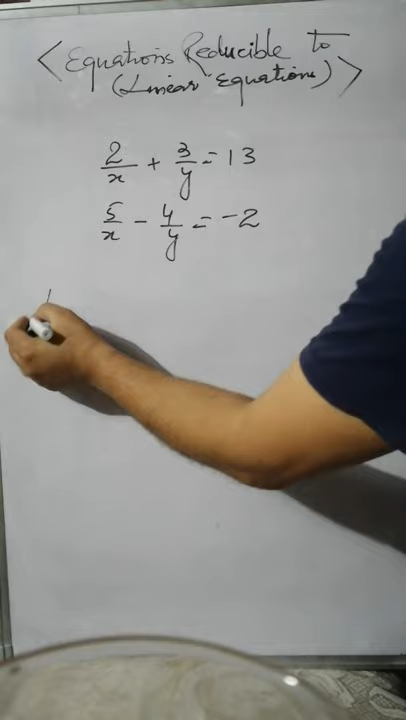 < Equations Reducible to
(Linear Equations) >
2/x + 3/y = 13
5/x - 4/y = -2